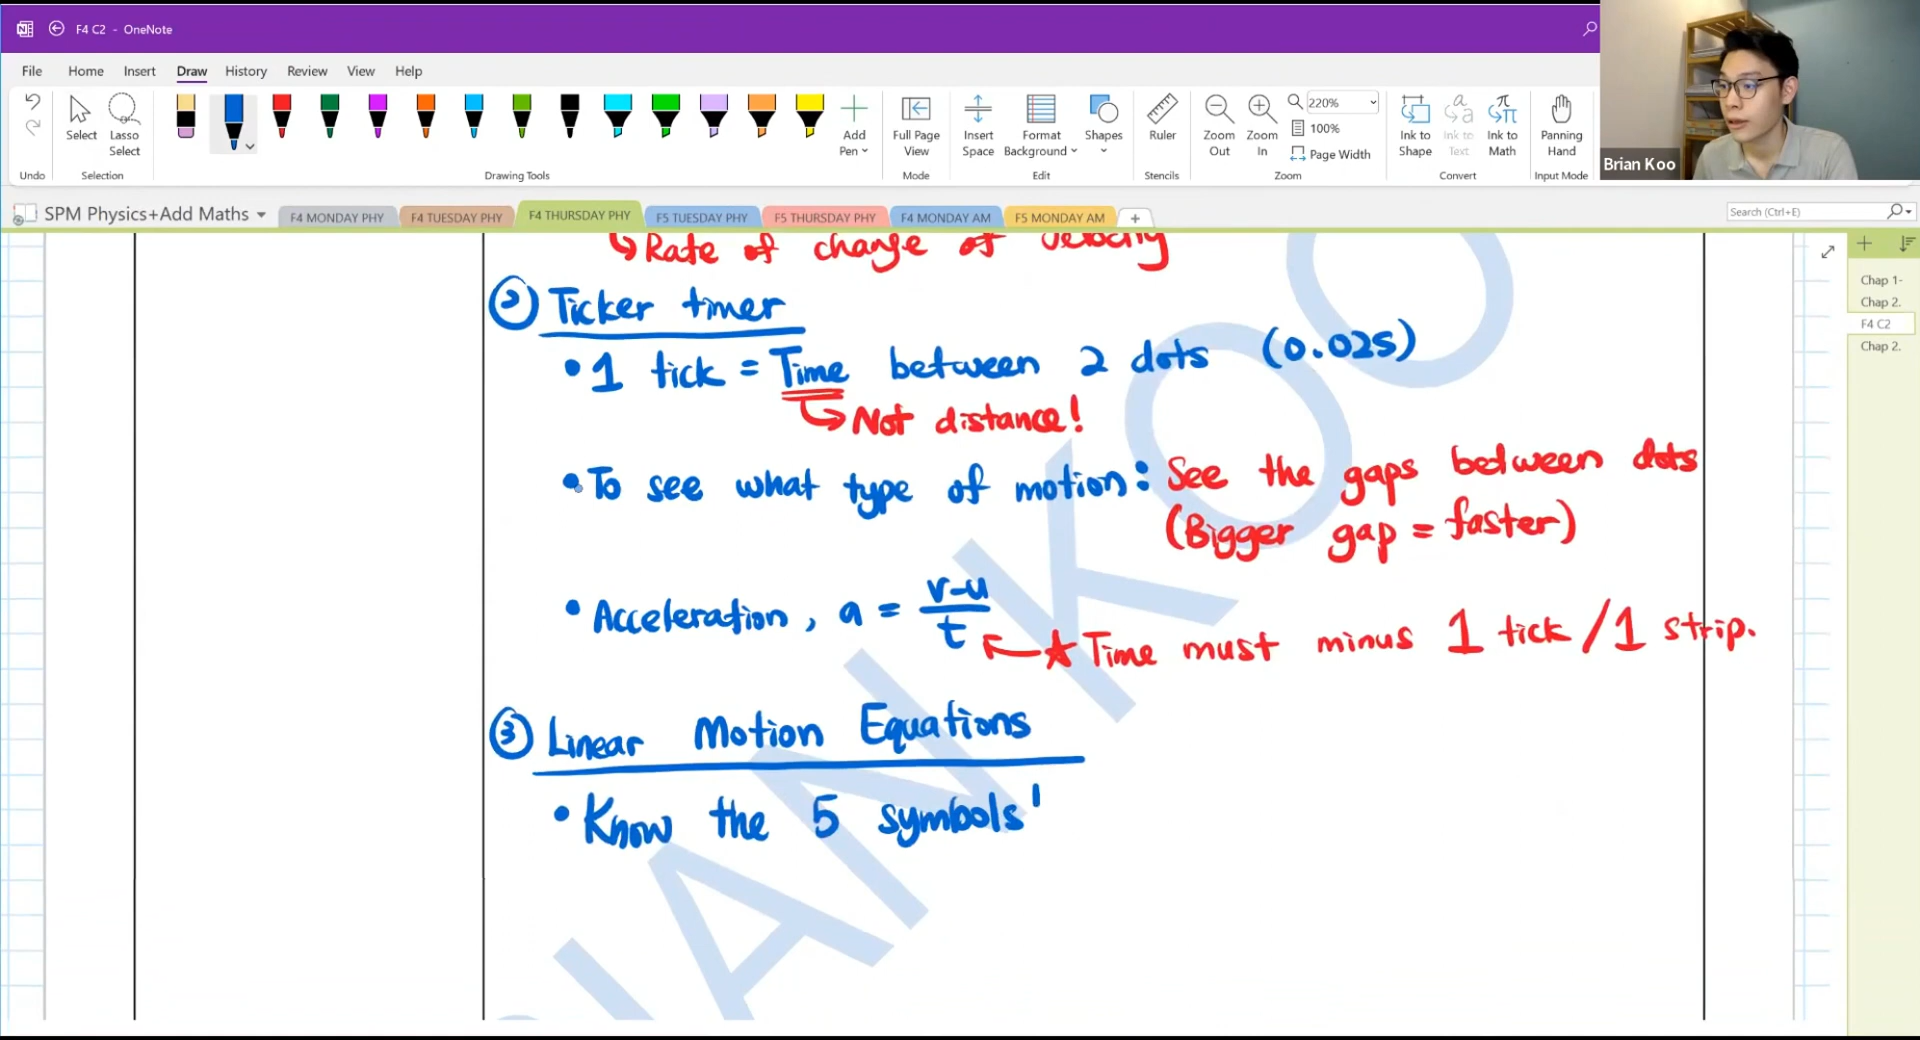 F4 C2 - OneNote
File Home Insert Draw History Review View Help
Select
Lasso Select
Add Pen
Full Page View
Insert Space
Format Background
Shapes
Ruler
Zoom Out
Zoom In
220%
100%
Page Width
Ink to Shape
Ink to Text
Ink to Math
Panning Hand
Undo Selection Drawing Tools Mode Edit Stencils Zoom Convert Input Mode
Brian Koo
SPM Physics+Add Maths
F4 MONDAY PHY F4 TUESDAY PHY F4 THURSDAY PHY F5 TUESDAY PHY F5 THURSDAY PHY F4 MONDAY AM F5 MONDAY AM +
Search (Ctrl+E)
Chap 1-
Chap 2.
F4 C2
Chap 2.
↳ Rate of change of velocity
② Ticker timer
• 1 tick = Time between 2 dots (0.02s)
↳ Not distance!
• To see what type of motion: See the gaps between dots
(Bigger gap = faster)
• Acceleration, a = v-u/t
★ Time must minus 1 tick / 1 strip.
③ Linear Motion Equations
• Know the 5 symbols'
BRIAN KOO